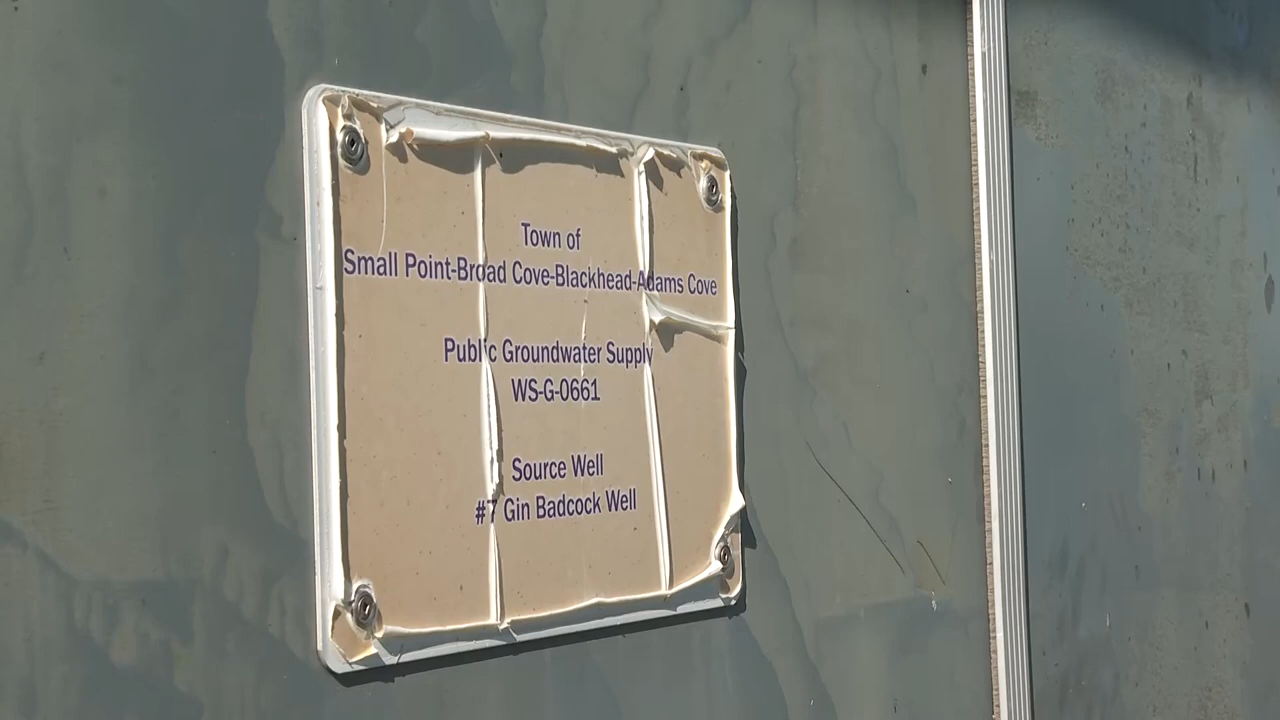 Town of
Small Point-Broad Cove-Blackhead-Adams Cove
Public Groundwater Supply
WS-G-0661
Source Well
#7 Gin Badcock Well